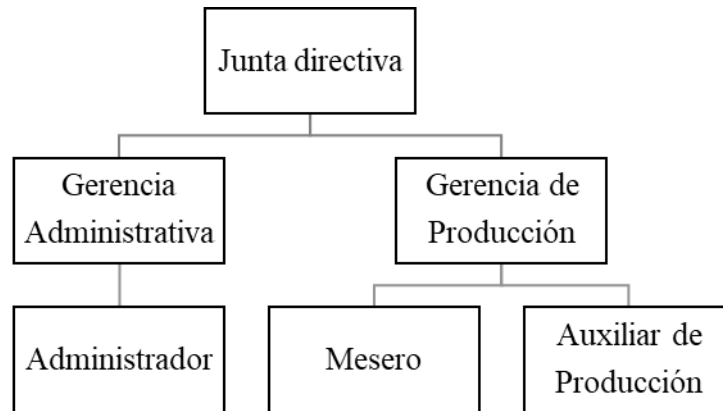 Junta directiva
Gerencia
Administrativa
Gerencia de
Producción
Administrador
Mesero
Auxiliar de
Producción